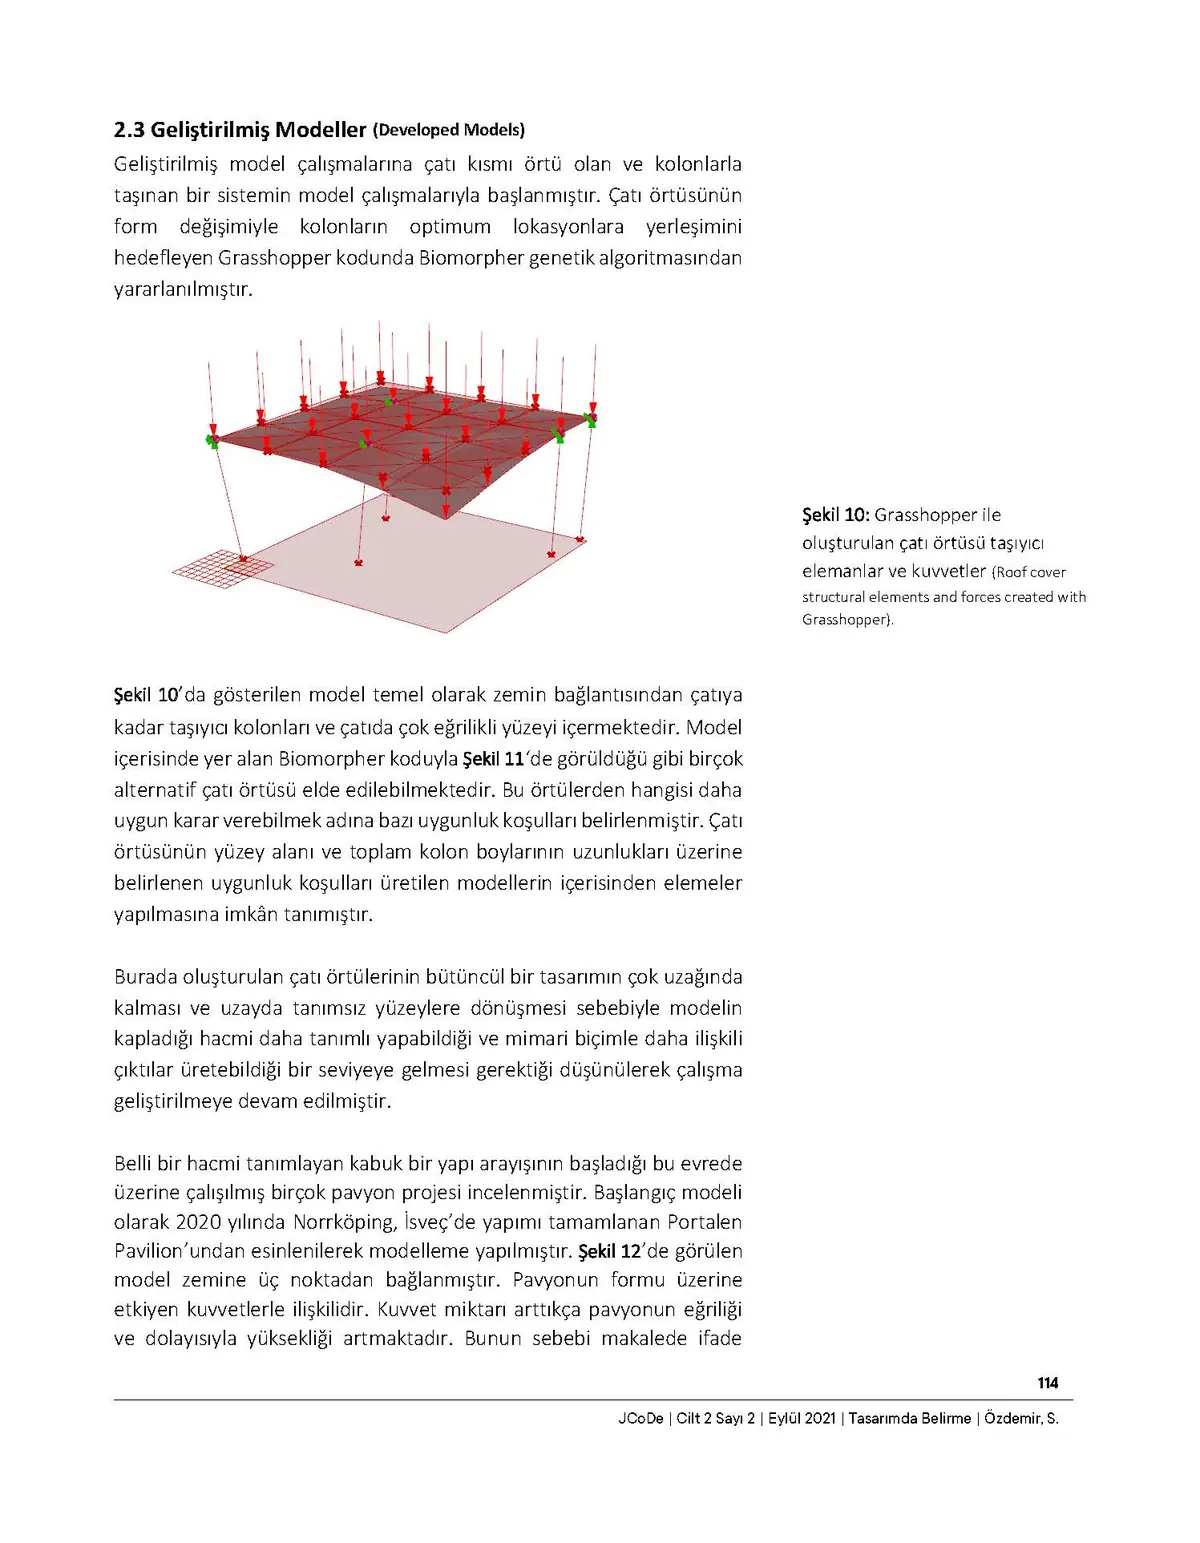 2.3 Geliştirilmiş Modeller (Developed Models)
Geliştirilmiş model çalışmalarına çatı kısmı örtü olan ve kolonlarla
taşınan bir sistemin model çalışmalarıyla başlanmıştır. Çatı örtüsünün
form değişimiyle kolonların optimum lokasyonlara yerleşimini
hedefleyen Grasshopper kodunda Biomorpher genetik algoritmasından
yararlanılmıştır.
Şekil 10: Grasshopper ile
oluşturulan çatı örtüsü taşıyıcı
elemanlar ve kuvvetler (Roof cover
structural elements and forces created with
Grasshopper).
Şekil 10’da gösterilen model temel olarak zemin bağlantısından çatıya
kadar taşıyıcı kolonları ve çatıda çok eğrilikli yüzeyi içermektedir. Model
içerisinde yer alan Biomorpher koduyla Şekil 11‘de görüldüğü gibi birçok
alternatif çatı örtüsü elde edilebilmektedir. Bu örtülerden hangisi daha
uygun karar verebilmek adına bazı uygunluk koşulları belirlenmiştir. Çatı
örtüsünün yüzey alanı ve toplam kolon boylarının uzunlukları üzerine
belirlenen uygunluk koşulları üretilen modellerin içerisinden elemeler
yapılmasına imkân tanımıştır.
Burada oluşturulan çatı örtülerinin bütüncül bir tasarımın çok uzağında
kalması ve uzayda tanımsız yüzeylere dönüşmesi sebebiyle modelin
kapladığı hacmi daha tanımlı yapabildiği ve mimari biçimle daha ilişkili
çıktılar üretebildiği bir seviyeye gelmesi gerektiği düşünülerek çalışma
geliştirilmeye devam edilmiştir.
Belli bir hacmi tanımlayan kabuk bir yapı arayışının başladığı bu evrede
üzerine çalışılmış birçok pavyon projesi incelenmiştir. Başlangıç modeli
olarak 2020 yılında Norrköping, İsveç’de yapımı tamamlanan Portalen
Pavilion’undan esinlenilerek modelleme yapılmıştır. Şekil 12’de görülen
model zemine üç noktadan bağlanmıştır. Pavyonun formu üzerine
etkiyen kuvvetlerle ilişkilidir. Kuvvet miktarı arttıkça pavyonun eğriliği
ve dolayısıyla yüksekliği artmaktadır. Bunun sebebi makalede ifade
114
JCoDe | Cilt 2 Sayı 2 | Eylül 2021 | Tasarımda Belirme | Özdemir, S.